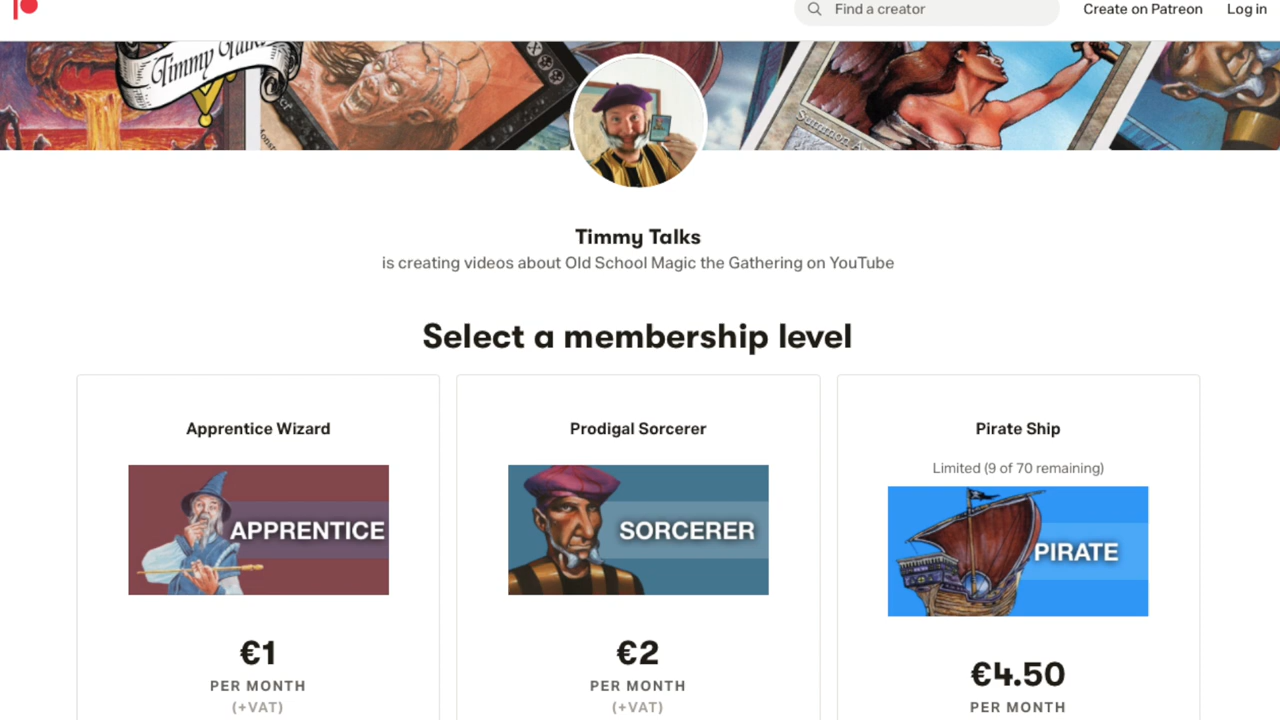 Find a creator
Create on Patreon
Log in
Timmy Talks
Summon A
Timmy Talks
is creating videos about Old School Magic the Gathering on YouTube
Select a membership level
Apprentice Wizard
Prodigal Sorcerer
Pirate Ship
Limited (9 of 70 remaining)
APPRENTICE
SORCERER
PIRATE
€1
€2
€4.50
PER MONTH
PER MONTH
PER MONTH
(+VAT)
(+VAT)